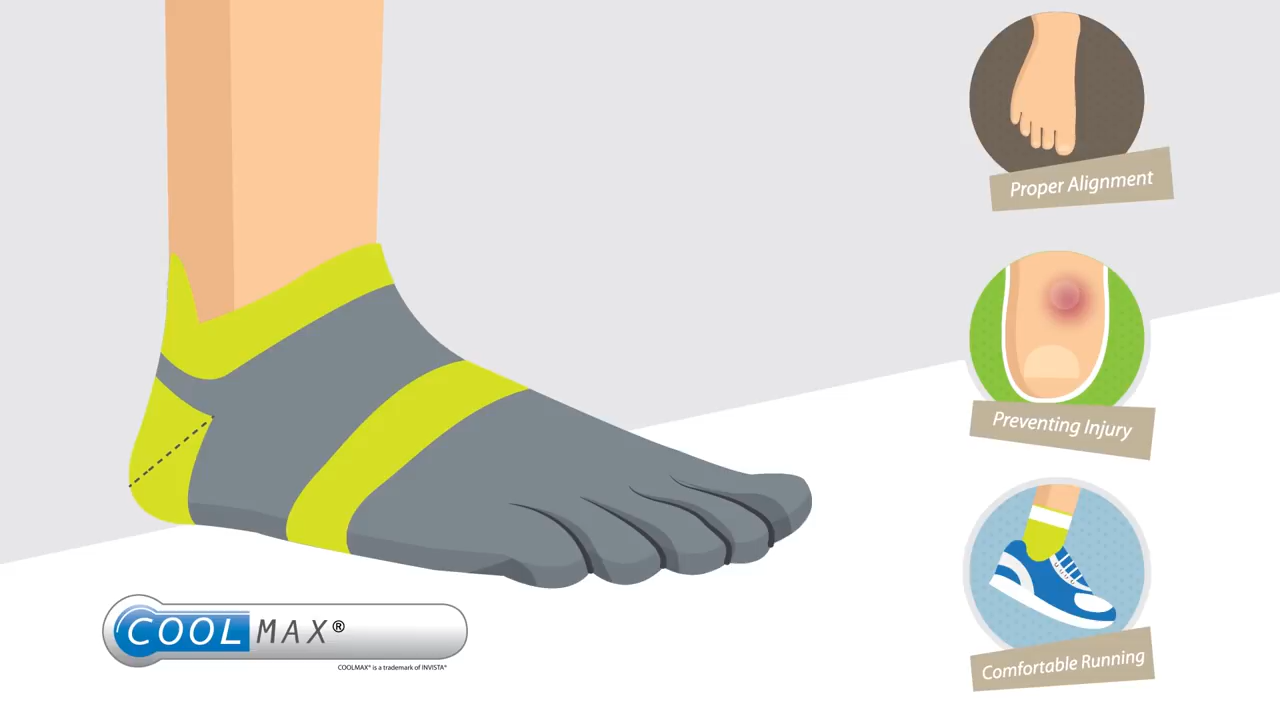 Proper Alignment
Preventing Injury
Comfortable Running
COOLMAX®
COOLMAX® is a trademark of INVISTA®